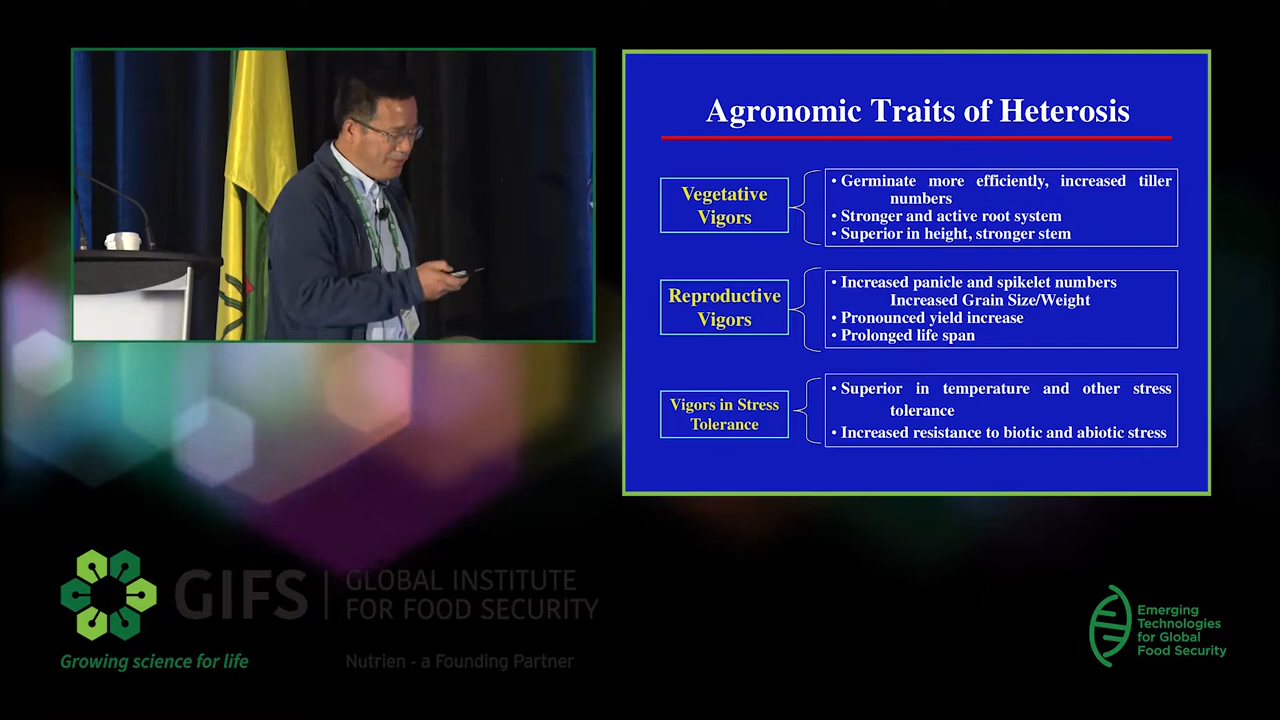 Agronomic Traits of Heterosis
Vegetative
Vigors
• Germinate more efficiently, increased tiller
numbers
• Stronger and active root system
• Superior in height, stronger stem
Reproductive
Vigors
• Increased panicle and spikelet numbers
Increased Grain Size/Weight
• Pronounced yield increase
• Prolonged life span
Vigors in Stress
Tolerance
• Superior in temperature and other stress
tolerance
• Increased resistance to biotic and abiotic stress
GIFS
GLOBAL INSTITUTE
FOR FOOD SECURITY
Growing science for life
Nutrien - a Founding Partner
Emerging
Technologies
for Global
Food Security